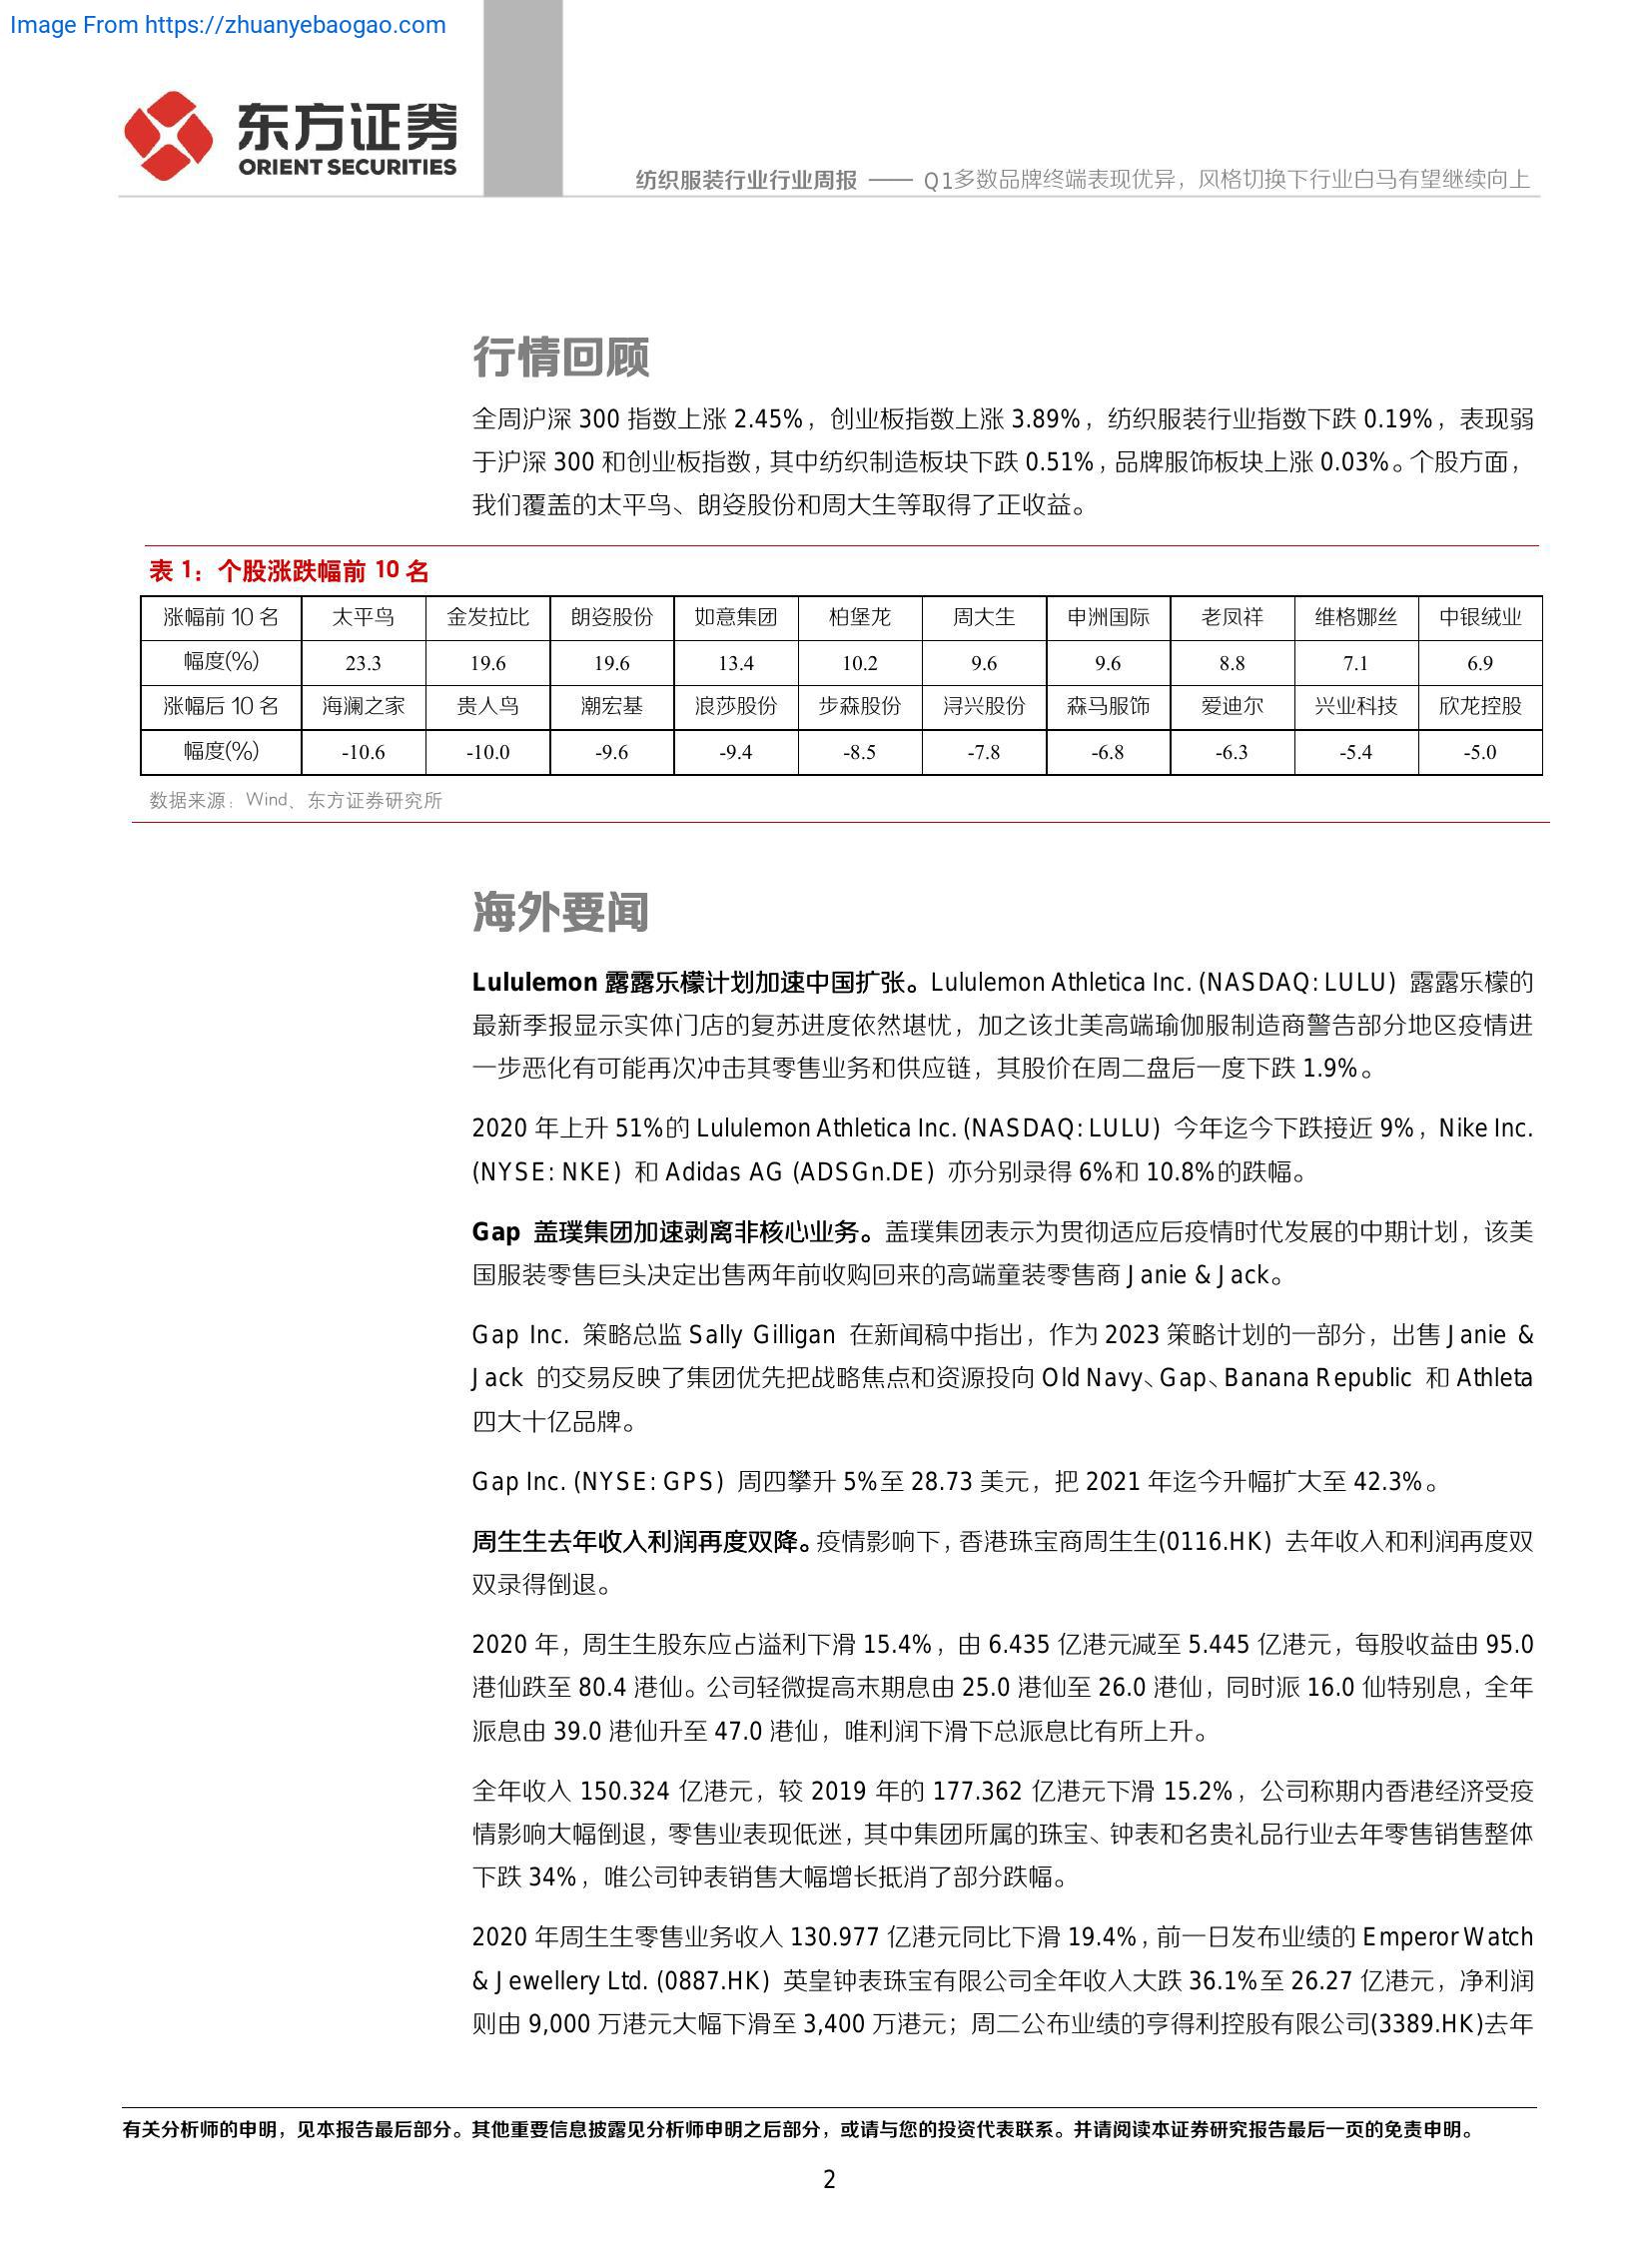 Image From https://zhuanyebaogao.com
东方证券
ORIENT SECURITIES
纺织服装行业行业周报 —— Q1多数品牌终端表现优异，风格切换下行业白马有望继续向上
行情回顾
全周沪深 300 指数上涨 2.45%，创业板指数上涨 3.89%，纺织服装行业指数下跌 0.19%，表现弱
于沪深 300 和创业板指数，其中纺织制造板块下跌 0.51%，品牌服饰板块上涨 0.03%。个股方面，
我们覆盖的太平鸟、朗姿股份和周大生等取得了正收益。
表 1：个股涨跌幅前 10 名
涨幅前 10 名 太平鸟 金发拉比 朗姿股份 如意集团 柏堡龙 周大生 申洲国际 老凤祥 维格娜丝 中银绒业
幅度(%) 23.3 19.6 19.6 13.4 10.2 9.6 9.6 8.8 7.1 6.9
涨幅后 10 名 海澜之家 贵人鸟 潮宏基 浪莎股份 步森股份 浔兴股份 森马服饰 爱迪尔 兴业科技 欣龙控股
幅度(%) -10.6 -10.0 -9.6 -9.4 -8.5 -7.8 -6.8 -6.3 -5.4 -5.0
数据来源：Wind、东方证券研究所
海外要闻
Lululemon 露露乐檬计划加速中国扩张。Lululemon Athletica Inc. (NASDAQ: LULU) 露露乐檬的
最新季报显示实体门店的复苏进度依然堪忧，加之该北美高端瑜伽服制造商警告部分地区疫情进
一步恶化有可能再次冲击其零售业务和供应链，其股价在周二盘后一度下跌 1.9%。
2020 年上升 51%的 Lululemon Athletica Inc. (NASDAQ: LULU) 今年迄今下跌接近 9%，Nike Inc.
(NYSE: NKE) 和 Adidas AG (ADSGn.DE) 亦分别录得 6%和 10.8%的跌幅。
Gap 盖璞集团加速剥离非核心业务。盖璞集团表示为贯彻适应后疫情时代发展的中期计划，该美
国服装零售巨头决定出售两年前收购回来的高端童装零售商 Janie & Jack。
Gap Inc. 策略总监 Sally Gilligan 在新闻稿中指出，作为 2023 策略计划的一部分，出售 Janie &
Jack 的交易反映了集团优先把战略焦点和资源投向 Old Navy、Gap、Banana Republic 和 Athleta
四大十亿品牌。
Gap Inc. (NYSE: GPS) 周四攀升 5%至 28.73 美元，把 2021 年迄今升幅扩大至 42.3%。
周生生去年收入利润再度双降。疫情影响下，香港珠宝商周生生(0116.HK) 去年收入和利润再度双
双录得倒退。
2020 年，周生生股东应占溢利下滑 15.4%，由 6.435 亿港元减至 5.445 亿港元，每股收益由 95.0
港仙跌至 80.4 港仙。公司轻微提高末期息由 25.0 港仙至 26.0 港仙，同时派 16.0 仙特别息，全年
派息由 39.0 港仙升至 47.0 港仙，唯利润下滑下总派息比有所上升。
全年收入 150.324 亿港元，较 2019 年的 177.362 亿港元下滑 15.2%，公司称期内香港经济受疫
情影响大幅倒退，零售业表现低迷，其中集团所属的珠宝、钟表和名贵礼品行业去年零售销售整体
下跌 34%，唯公司钟表销售大幅增长抵消了部分跌幅。
2020 年周生生零售业务收入 130.977 亿港元同比下滑 19.4%，前一日发布业绩的 Emperor Watch
& Jewellery Ltd. (0887.HK) 英皇钟表珠宝有限公司全年收入大跌 36.1%至 26.27 亿港元，净利润
则由 9,000 万港元大幅下滑至 3,400 万港元；周二公布业绩的亨得利控股有限公司(3389.HK)去年
有关分析师的申明，见本报告最后部分。其他重要信息披露见分析师申明之后部分，或请与您的投资代表联系。并请阅读本证券研究报告最后一页的免责申明。
2